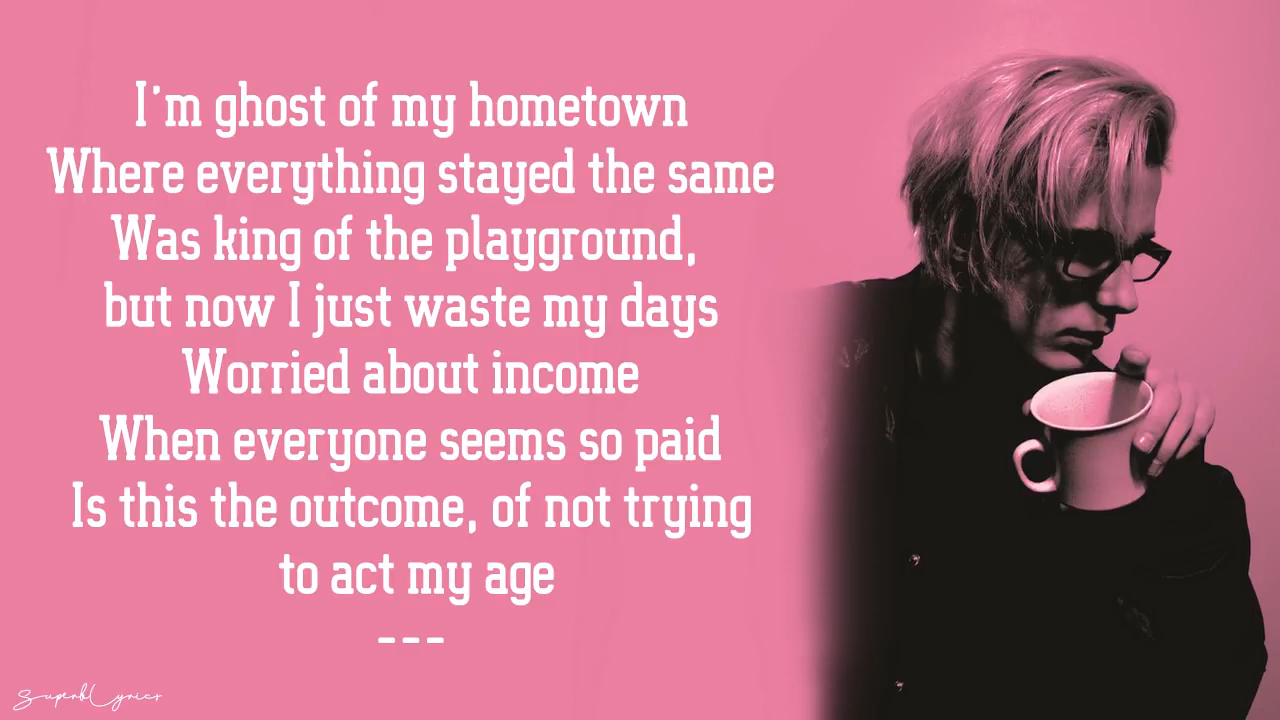 I'm ghost of my hometown
Where everything stayed the same
Was king of the playground,
but now I just waste my days
Worried about income
When everyone seems so paid
Is this the outcome, of not trying
to act my age
---
SuperbLyrics